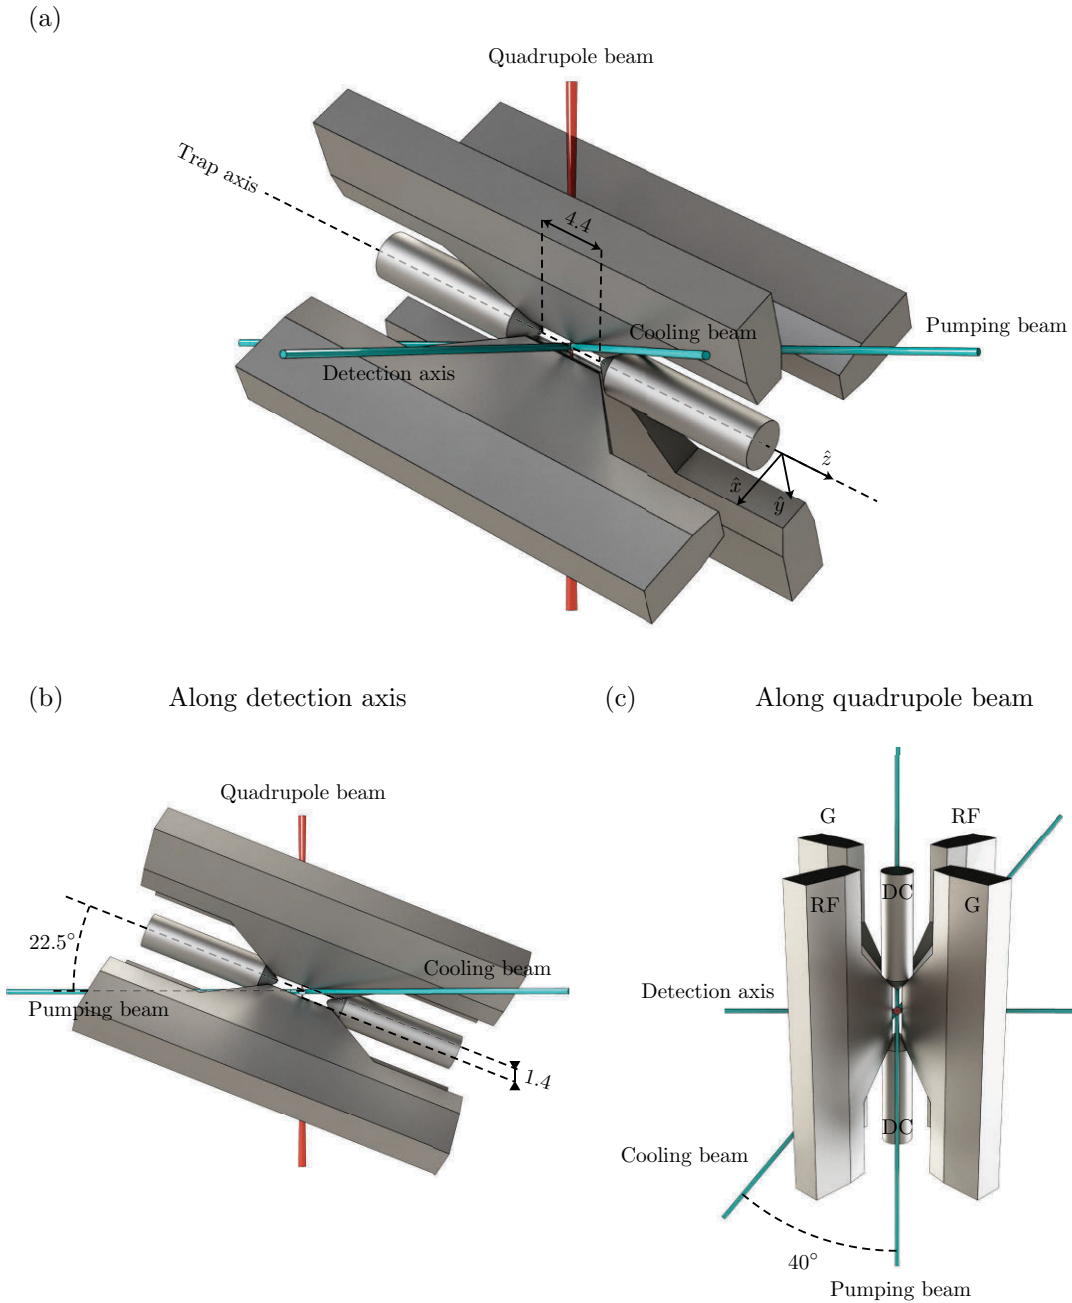 (a)
Quadrupole beam
Trap axis
4.4
Pumping beam
Cooling beam
Detection axis
ẑ
x̂
ŷ
(b)
Along detection axis
Quadrupole beam
22.5°
Cooling beam
Pumping beam
1.4
(c)
Along quadrupole beam
G
RF
DC
RF
G
Detection axis
DC
Cooling beam
40°
Pumping beam